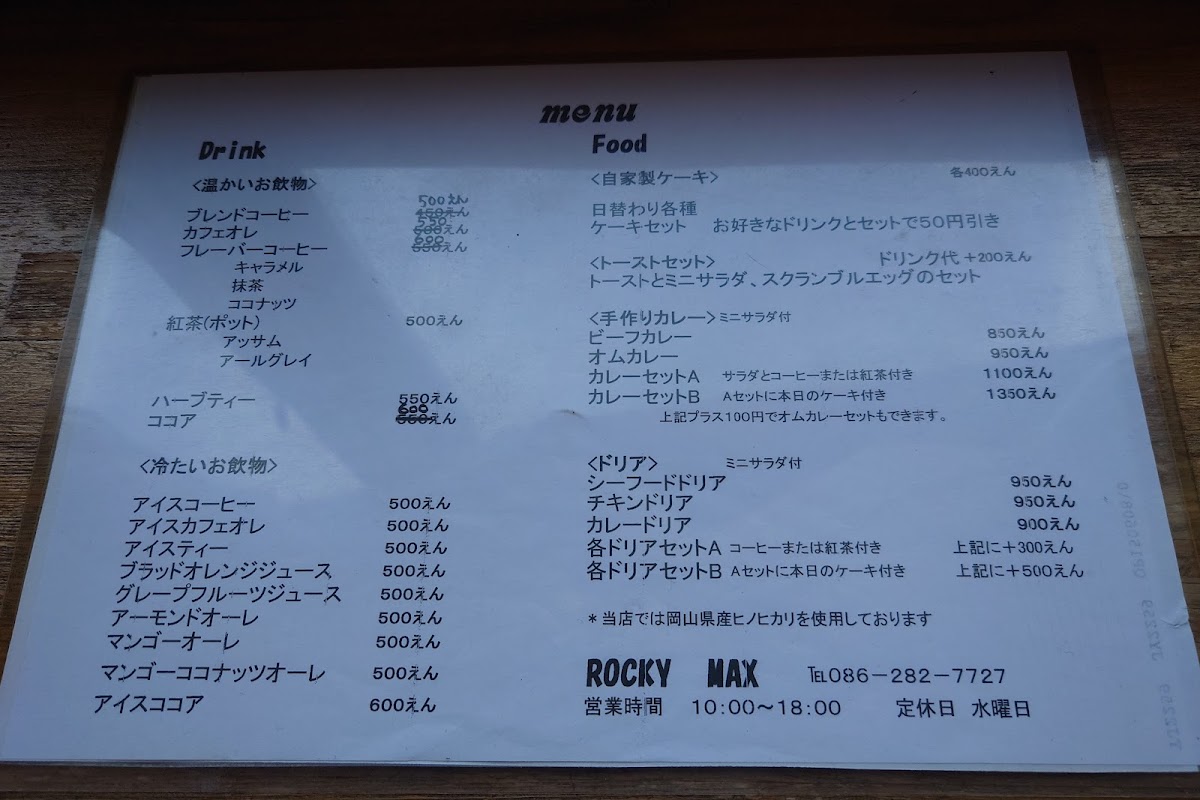 menu
Drink
<温かいお飲物>
ブレンドコーヒー 450えん 500えん
カフェオレ 500えん 550
フレーバーコーヒー 550えん 600
キャラメル
抹茶
ココナッツ
紅茶(ポット) 500えん
アッサム
アールグレイ
ハーブティー 550えん
ココア 550えん 600
<冷たいお飲物>
アイスコーヒー 500えん
アイスカフェオレ 500えん
アイスティー 500えん
ブラッドオレンジジュース 500えん
グレープフルーツジュース 500えん
アーモンドオーレ 500えん
マンゴーオーレ 500えん
マンゴーココナッツオーレ 500えん
アイスココア 600えん
Food
<自家製ケーキ> 各400えん
日替わり各種
ケーキセット お好きなドリンクとセットで50円引き
<トーストセット> ドリンク代+200えん
トーストとミニサラダ、スクランブルエッグのセット
<手作りカレー>ミニサラダ付
ビーフカレー 850えん
オムカレー 950えん
カレーセットA サラダとコーヒーまたは紅茶付き 1100えん
カレーセットB Aセットに本日のケーキ付き 1350えん
上記プラス100円でオムカレーセットもできます。
<ドリア> ミニサラダ付
シーフードドリア 950えん
チキンドリア 950えん
カレードリア 900えん
各ドリアセットA コーヒーまたは紅茶付き 上記に+300えん
各ドリアセットB Aセットに本日のケーキ付き 上記に+500えん
*当店では岡山県産ヒノヒカリを使用しております
ROCKY MAX ℡086-282-7727
営業時間 10:00~18:00 定休日 水曜日